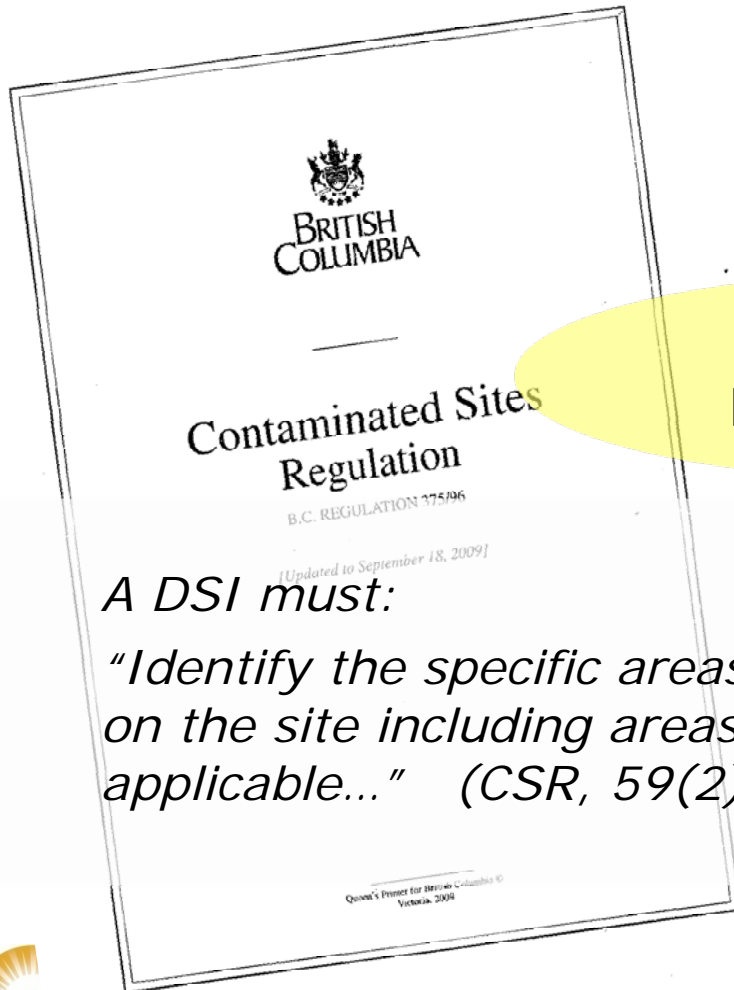 BRITISH
COLUMBIA
Contaminated Sites
Regulation
B.C. REGULATION 375/96
[Updated to September 18, 2009]
A DSI must:
“Identify the specific areas
on the site including areas
applicable…” (CSR, 59(2)
Queen's Printer for British Columbia ©
Victoria, 2009